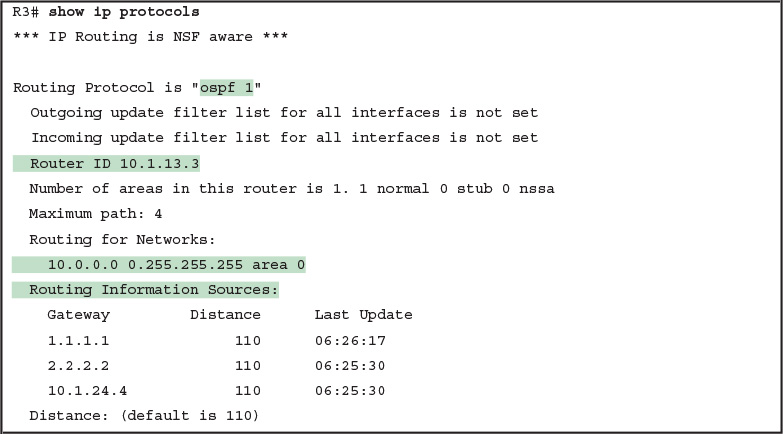 R3# show ip protocols
*** IP Routing is NSF aware ***
Routing Protocol is "ospf 1"
Outgoing update filter list for all interfaces is not set
Incoming update filter list for all interfaces is not set
Router ID 10.1.13.3
Number of areas in this router is 1. 1 normal 0 stub 0 nssa
Maximum path: 4
Routing for Networks:
10.0.0.0 0.255.255.255 area 0
Routing Information Sources:
Gateway Distance Last Update
1.1.1.1 110 06:26:17
2.2.2.2 110 06:25:30
10.1.24.4 110 06:25:30
Distance: (default is 110)